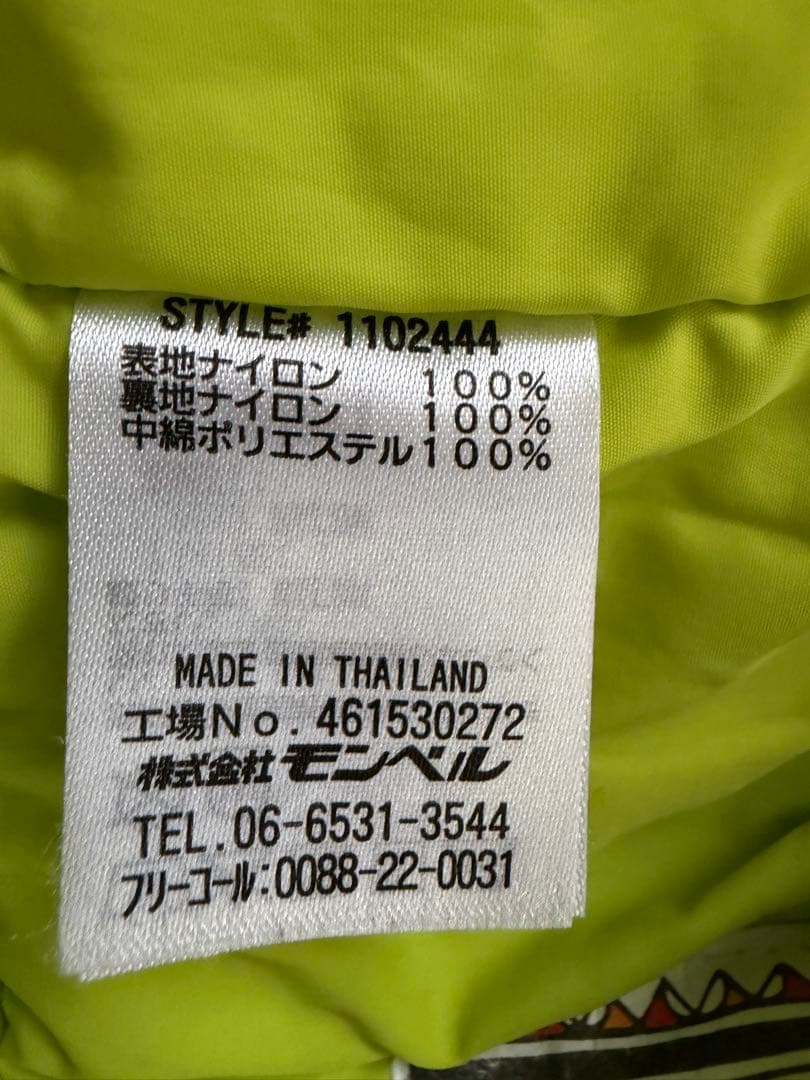 STYLE# 1102444
表地ナイロン 100%
裏地ナイロン 100%
中綿ポリエステル100%
MADE IN THAILAND
工場No. 461530272
株式会社モンベル
TEL.06-6531-3544
フリーコール:0088-22-0031